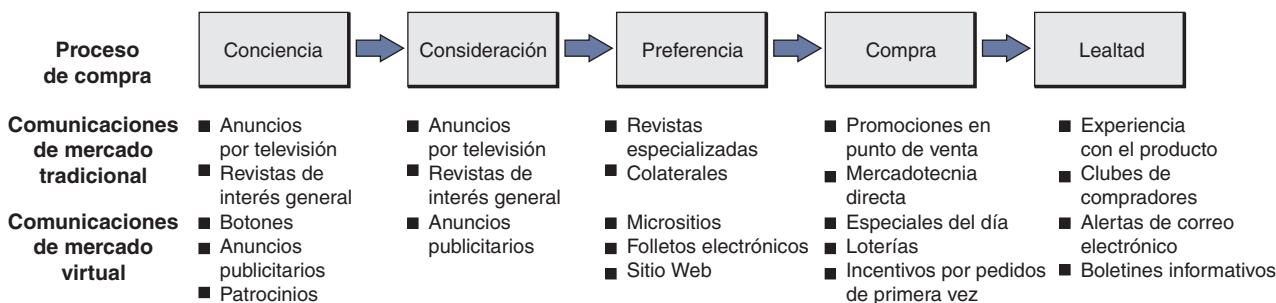 Proceso
de compra
Conciencia
Consideración
Preferencia
Compra
Lealtad
Comunicaciones
de mercado
tradicional
■ Anuncios
por televisión
■ Revistas de
interés general
■ Anuncios
por televisión
■ Revistas de
interés general
■ Revistas
especializadas
■ Colaterales
■ Promociones en
punto de venta
■ Mercadotecnia
directa
■ Experiencia
con el producto
■ Clubes de
compradores
Comunicaciones
de mercado
virtual
■ Botones
■ Anuncios
publicitarios
■ Patrocinios
■ Anuncios
publicitarios
■ Micrositios
■ Folletos electrónicos
■ Sitio Web
■ Especiales del día
■ Loterías
■ Incentivos por pedidos
de primera vez
■ Alertas de correo
electrónico
■ Boletines informativos